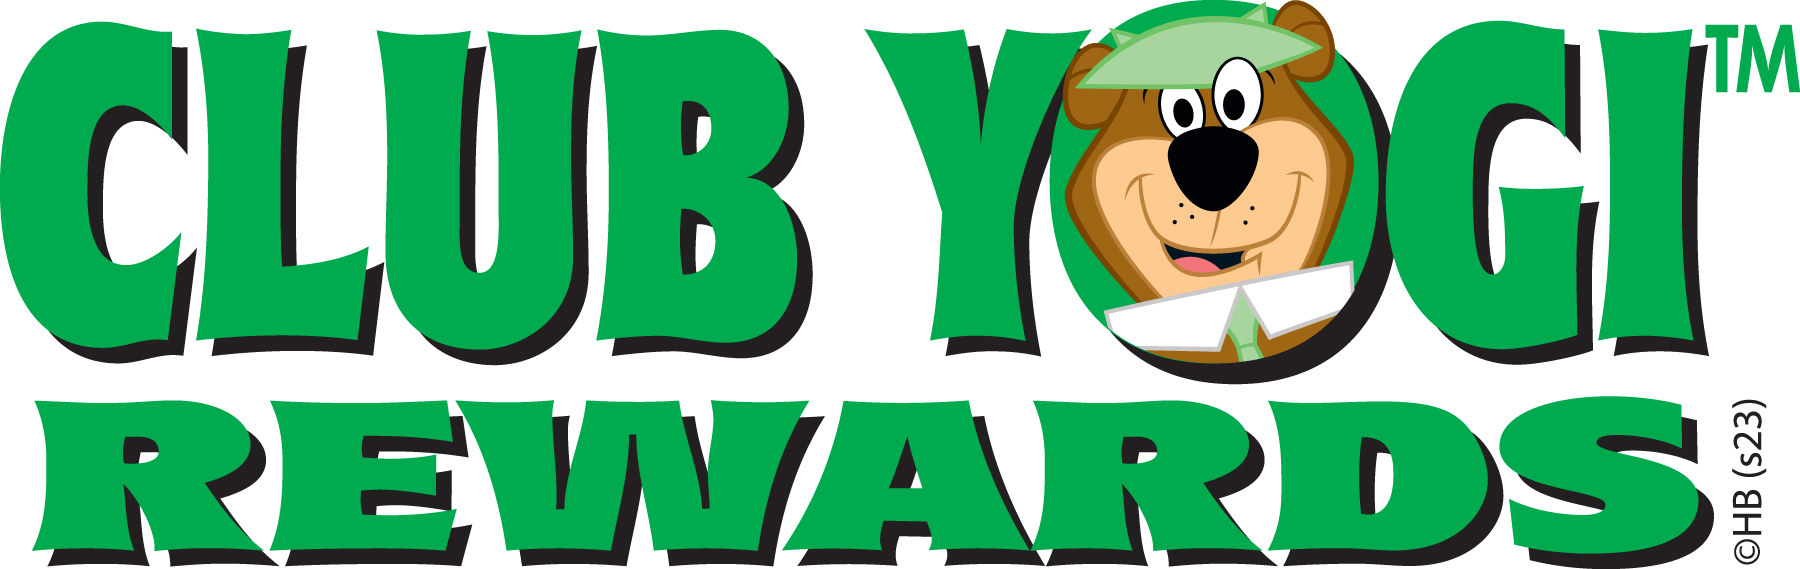 CLUB YOGI™
REWARDS
©HB (s23)